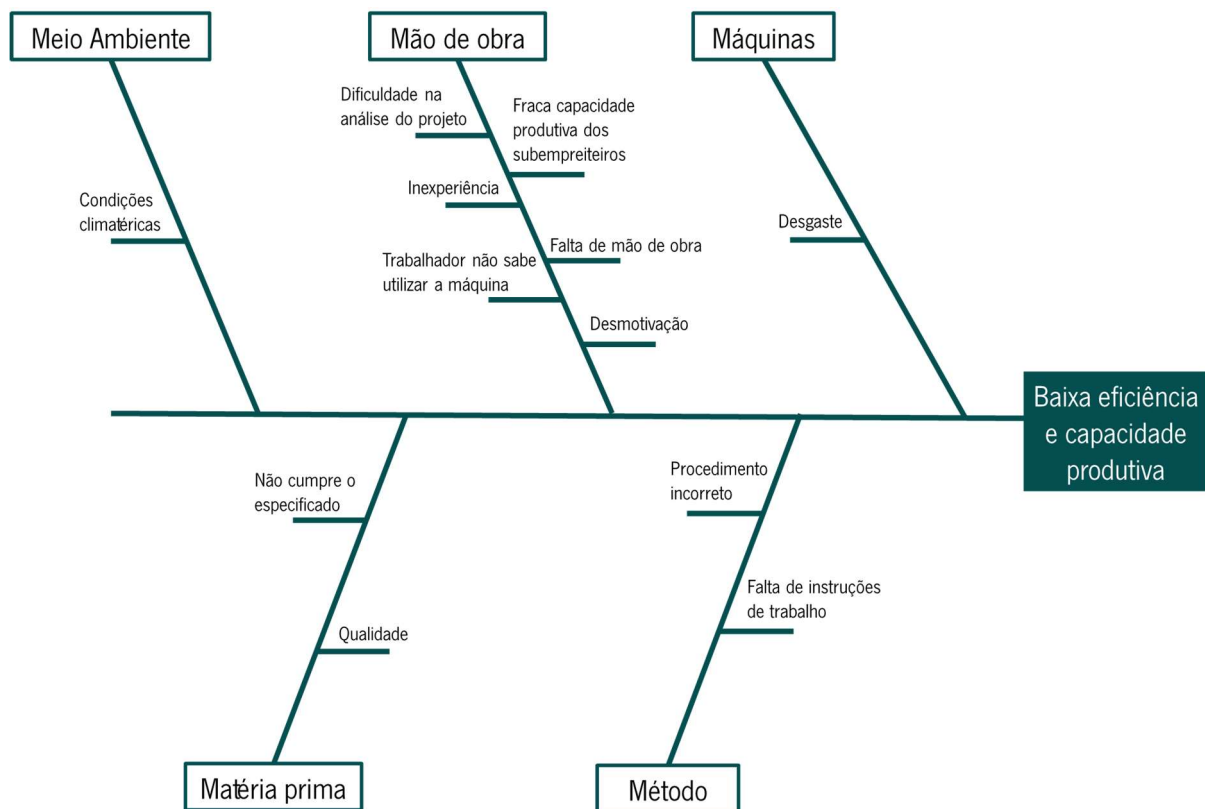 Meio Ambiente
Mão de obra
Máquinas
Dificuldade na
análise do projeto
Fraca capacidade
produtiva dos
subempreiteiros
Inexperiência
Condições
climatéricas
Desgaste
Falta de mão de obra
Trabalhador não sabe
utilizar a máquina
Desmotivação
Baixa eficiência
e capacidade
produtiva
Não cumpre o
especificado
Procedimento
incorreto
Falta de instruções
de trabalho
Qualidade
Matéria prima
Método